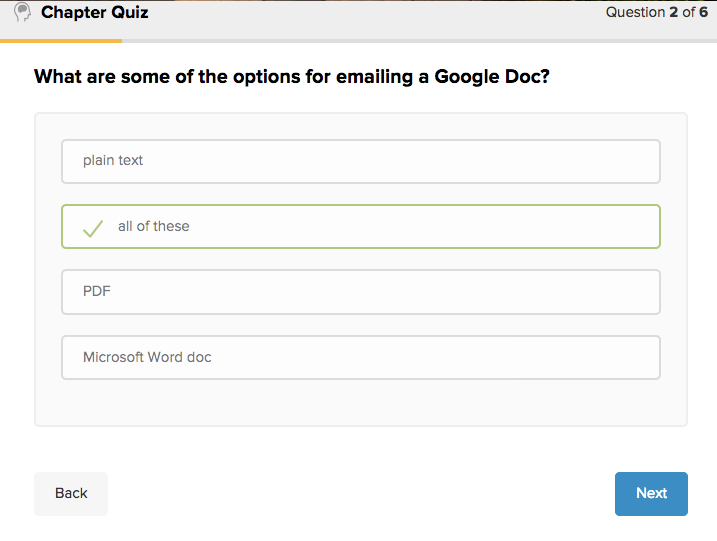 Chapter Quiz
Question 2 of 6
What are some of the options for emailing a Google Doc?
plain text
all of these
PDF
Microsoft Word doc
Back
Next